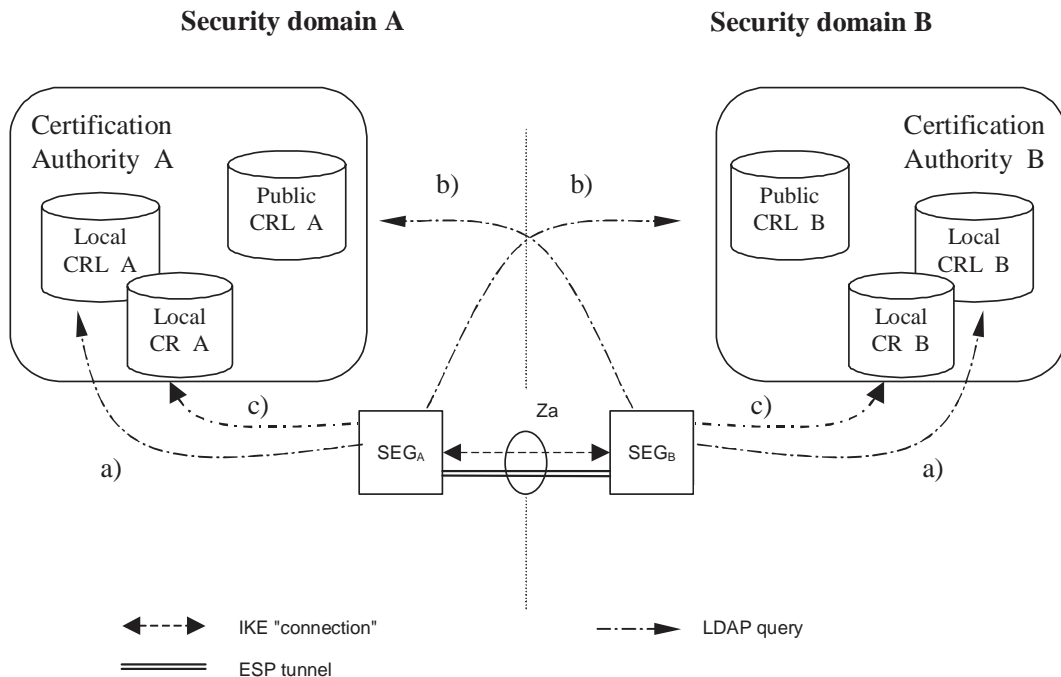 Security domain A
Security domain B
Certification
Authority A
Public
CRL A
Local
CRL A
Local
CR A
b)
b)
Certification
Authority B
Public
CRL B
Local
CRL B
Local
CR B
c)
a)
Za
SEGA
SEGB
c)
a)
IKE "connection"
LDAP query
ESP tunnel